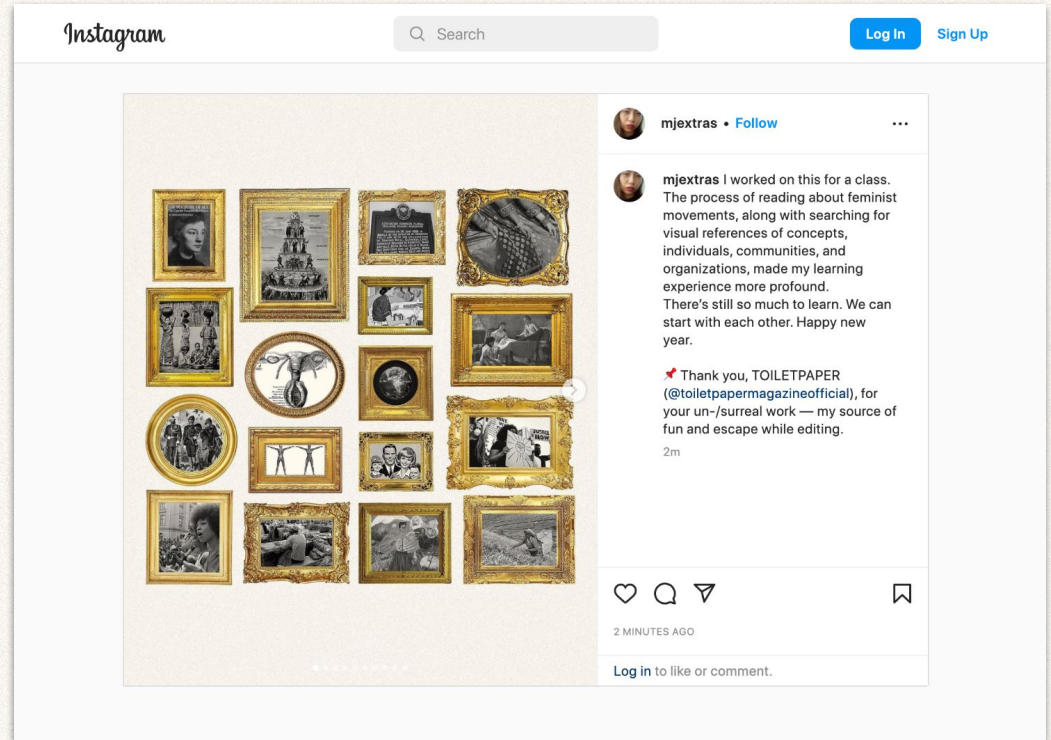 Instagram
Search
Log In
Sign Up
mjextras • Follow
mjextras I worked on this for a class.
The process of reading about feminist
movements, along with searching for
visual references of concepts,
individuals, communities, and
organizations, made my learning
experience more profound.
There's still so much to learn. We can
start with each other. Happy new
year.
📌 Thank you, TOILETPAPER
(@toiletpapermagazineofficial), for
your un-/surreal work — my source of
fun and escape while editing.
2m
2 MINUTES AGO
Log in to like or comment.